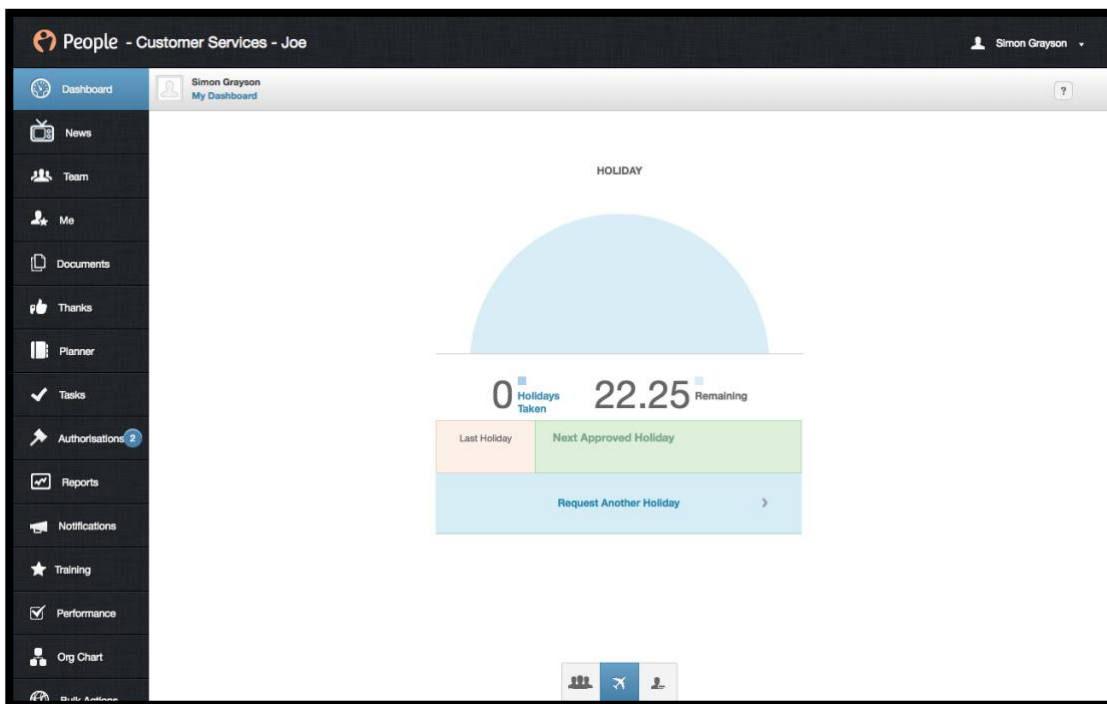 People - Customer Services - Joe
Simon Grayson
Dashboard
Simon Grayson
My Dashboard
?
News
Team
Me
Documents
Thanks
Planner
Tasks
Authorisations 2
Reports
Notifications
Training
Performance
Org Chart
Bulk Actions
HOLIDAY
0 Holidays
Taken
22.25 Remaining
Last Holiday
Next Approved Holiday
Request Another Holiday